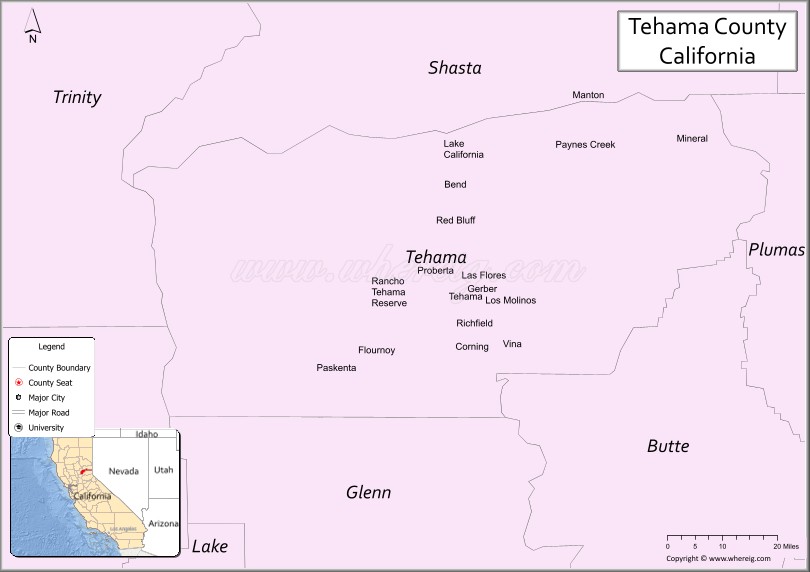 N
Tehama County
California
Trinity
Shasta
Manton
Lake
California
Paynes Creek
Mineral
Bend
Red Bluff
Tehama
Plumas
www.whereig.com
Proberta
Las Flores
Rancho
Tehama
Reserve
Gerber
Tehama
Los Molinos
Richfield
Corning
Vina
Flournoy
Paskenta
Legend
County Boundary
County Seat
Major City
Major Road
University
Idaho
Nevada
Utah
California
Los Angeles
Arizona
Butte
Glenn
Lake
0 5 10 20 Miles
Copyright © www.whereig.com